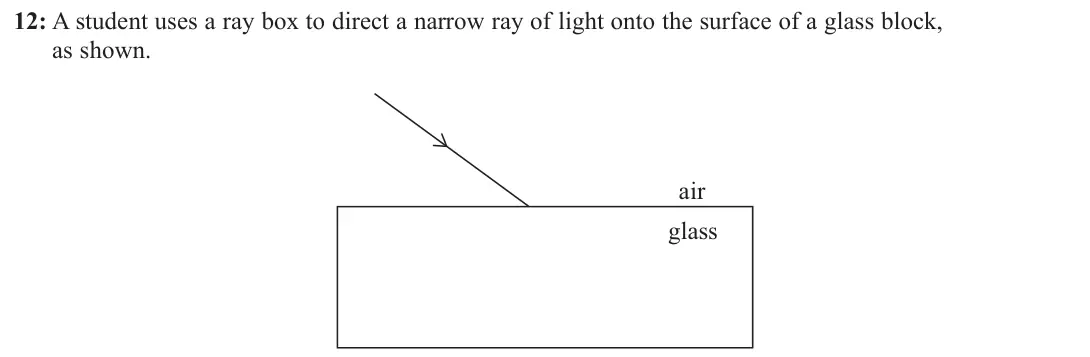 12: A student uses a ray box to direct a narrow ray of light onto the surface of a glass block,
as shown.
air
glass